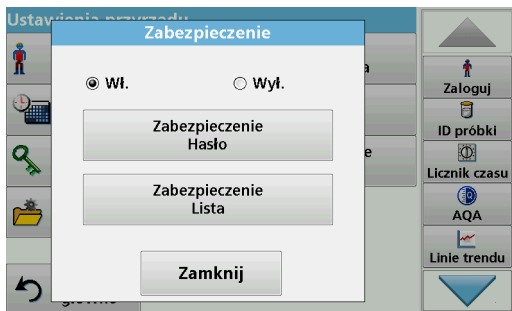 Ustawienia przyrządu
Zabezpieczenie
Wł.
Wył.
Zabezpieczenie
Hasło
Zabezpieczenie
Lista
Zamknij
Zaloguj
ID próbki
Licznik czasu
AQA
Linie trendu